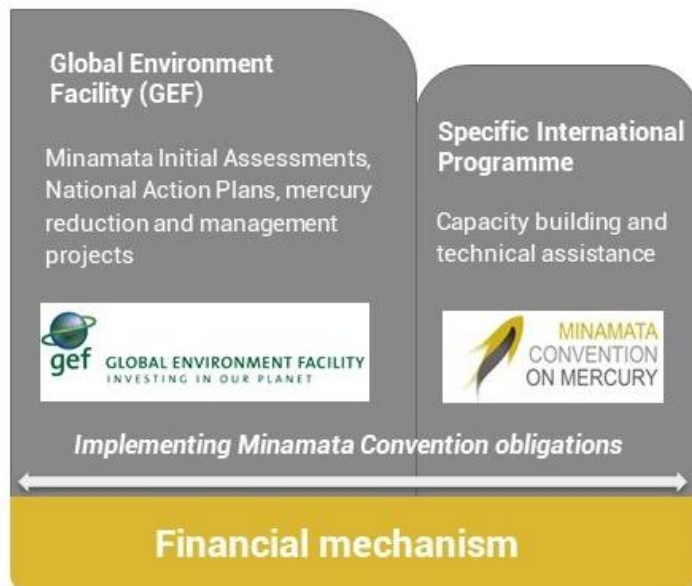 Global Environment
Facility (GEF)
Minamata Initial Assessments,
National Action Plans, mercury
reduction and management
projects
gef GLOBAL ENVIRONMENT FACILITY
INVESTING IN OUR PLANET
Specific International
Programme
Capacity building and
technical assistance
MINAMATA
CONVENTION
ON MERCURY
Implementing Minamata Convention obligations
Financial mechanism